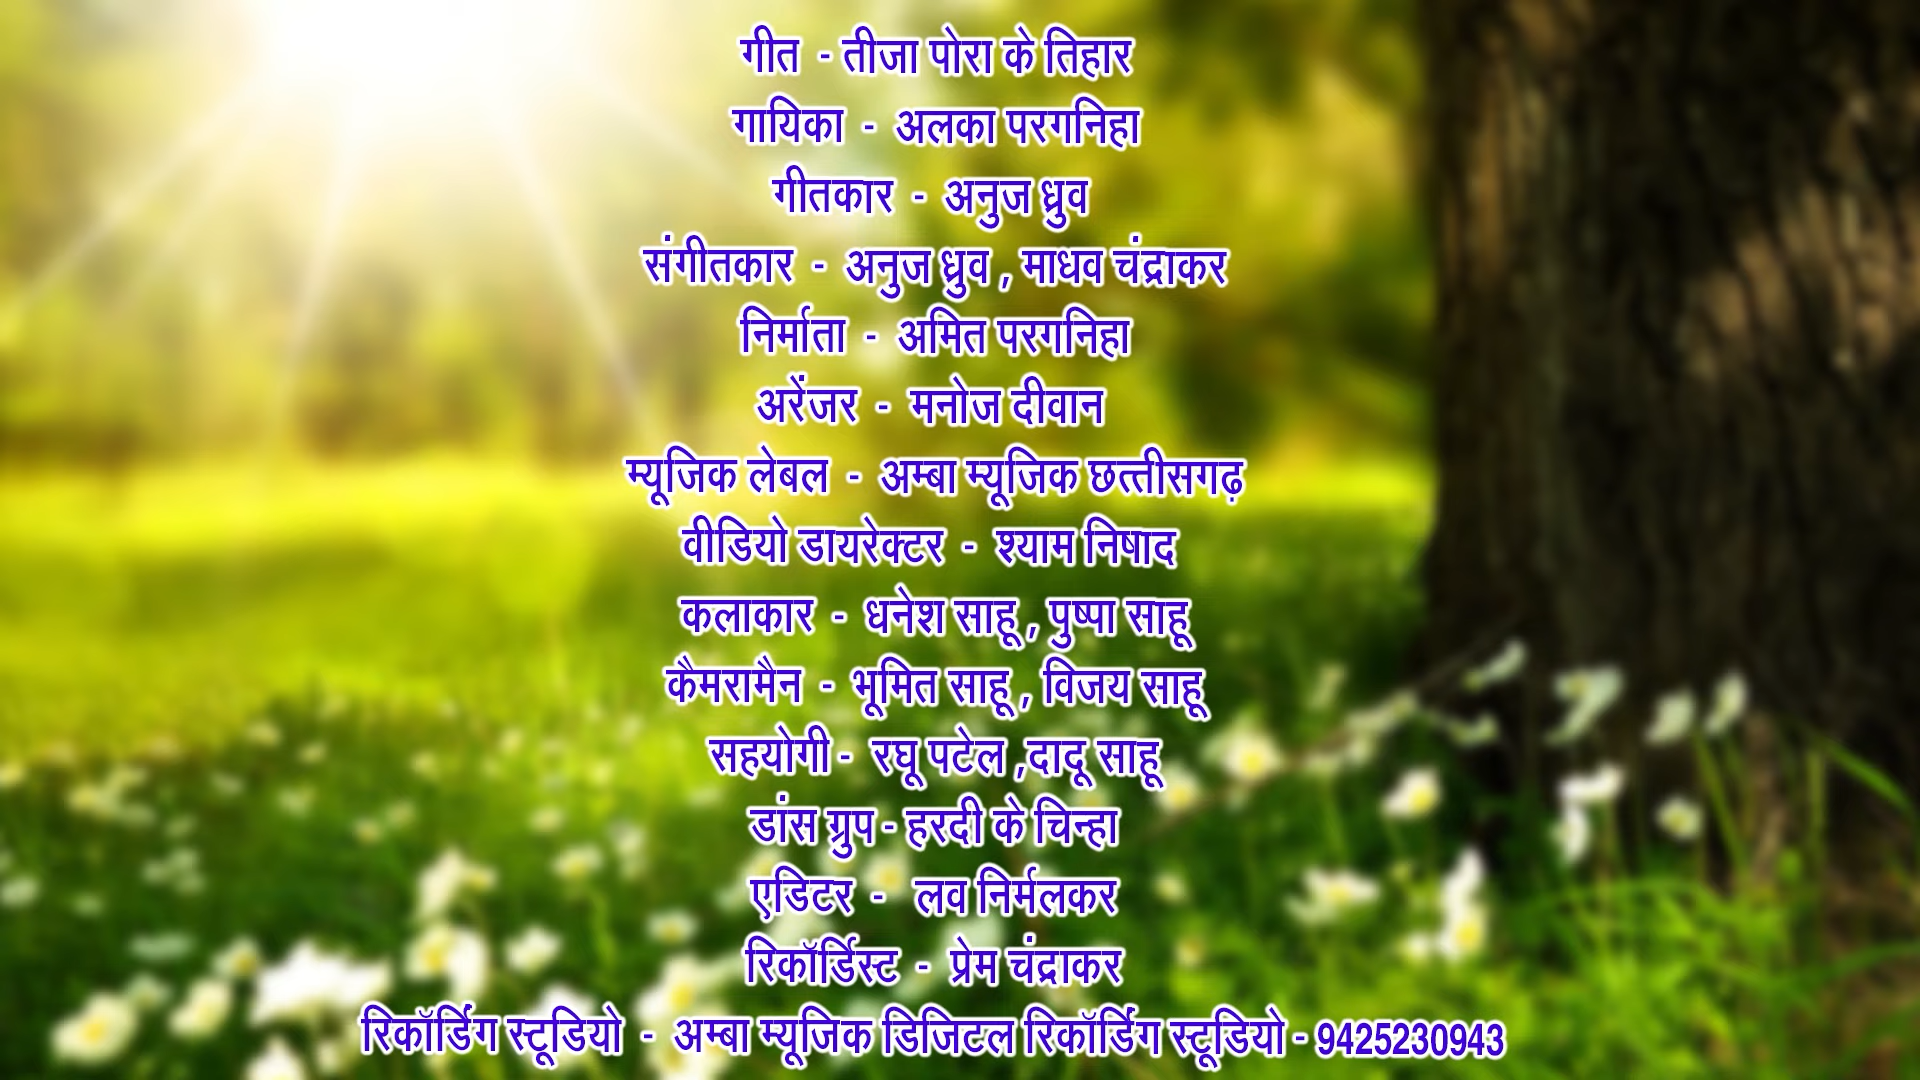 गीत - तीजा पोरा के तिहार
गायिका - अलका परगनिहा
गीतकार - अनुज ध्रुव
संगीतकार - अनुज ध्रुव , माधव चंद्राकर
निर्माता - अमित परगनिहा
अरेंजर - मनोज दीवान
म्यूजिक लेबल - अम्बा म्यूजिक छत्तीसगढ़
वीडियो डायरेक्टर - श्याम निषाद
कलाकार - धनेश साहू , पुष्पा साहू
कैमरामैन - भूमित साहू , विजय साहू
सहयोगी - रघू पटेल ,दादू साहू
डांस ग्रुप - हरदी के चिन्हा
एडिटर - लव निर्मलकर
रिकॉर्डिस्ट - प्रेम चंद्राकर
रिकॉर्डिंग स्टूडियो - अम्बा म्यूजिक डिजिटल रिकॉर्डिंग स्टूडियो - 9425230943